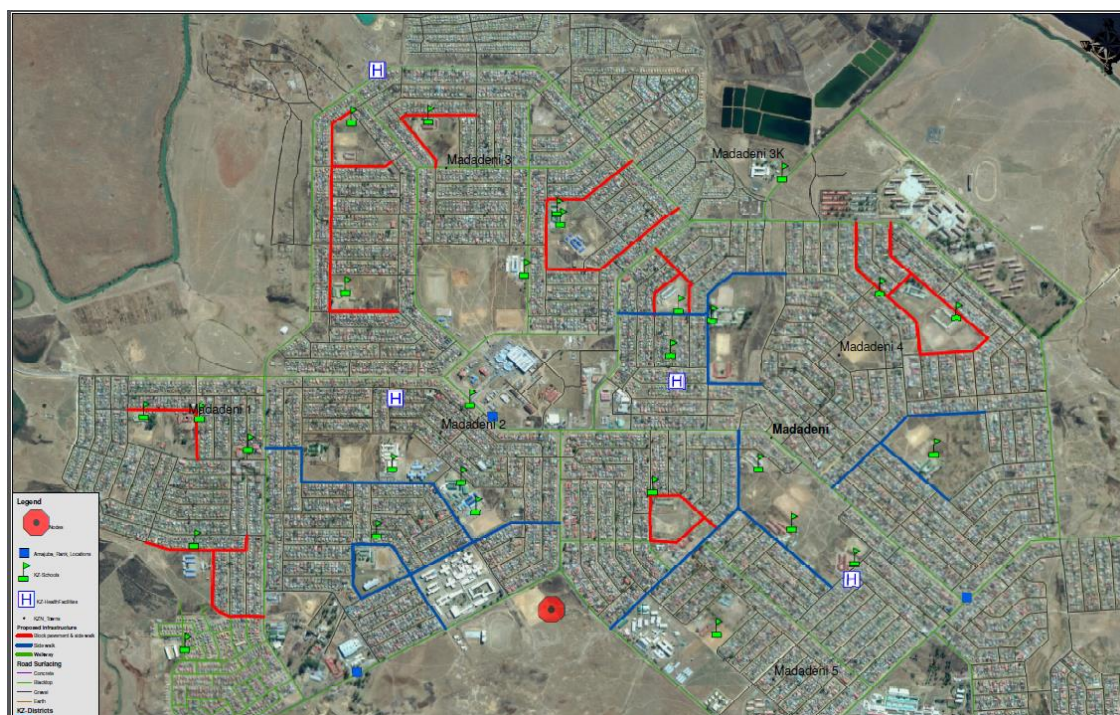 H
Madadeni 3
Madadeni 3K
Madadeni 4
H
H
Madadeni 1
Madadeni 2
Madadeni
H
Madadeni 5
Legend
Nodes
Amajuba_Rank_Locations
KZ-Schools
H
KZ-HealthFacilities
KZN_Towns
Proposed Infrastructure
Block pavement & side walk
Side walk
Walkway
Road Surfacing
Concrete
Blacktop
Gravel
Earth
KZ-Districts